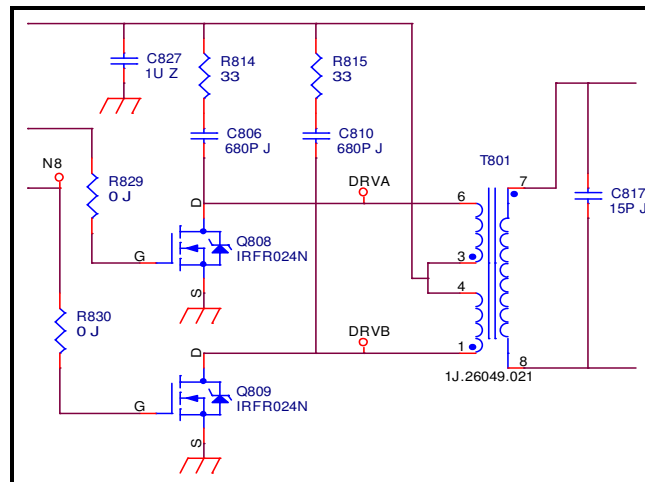 C827
1U Z
R814
33
R815
33
C806
680P J
C810
680P J
T801
N8
R829
0 J
DRVA
6
7
C817
15P J
D
G
Q808
IRFR024N
S
3
4
R830
0 J
DRVB
1
8
1J.26049.021
D
G
Q809
IRFR024N
S